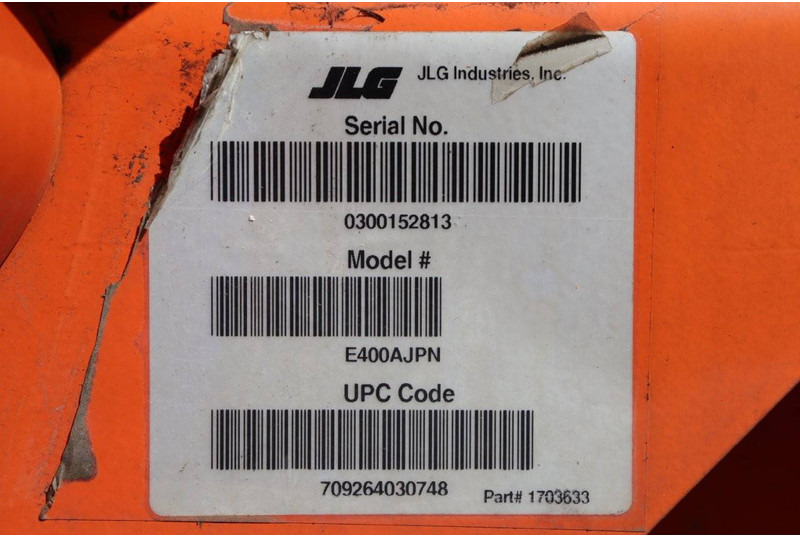 JLG JLG Industries, Inc.
Serial No.
0300152813
Model #
E400AJPN
UPC Code
709264030748
Part# 1703633